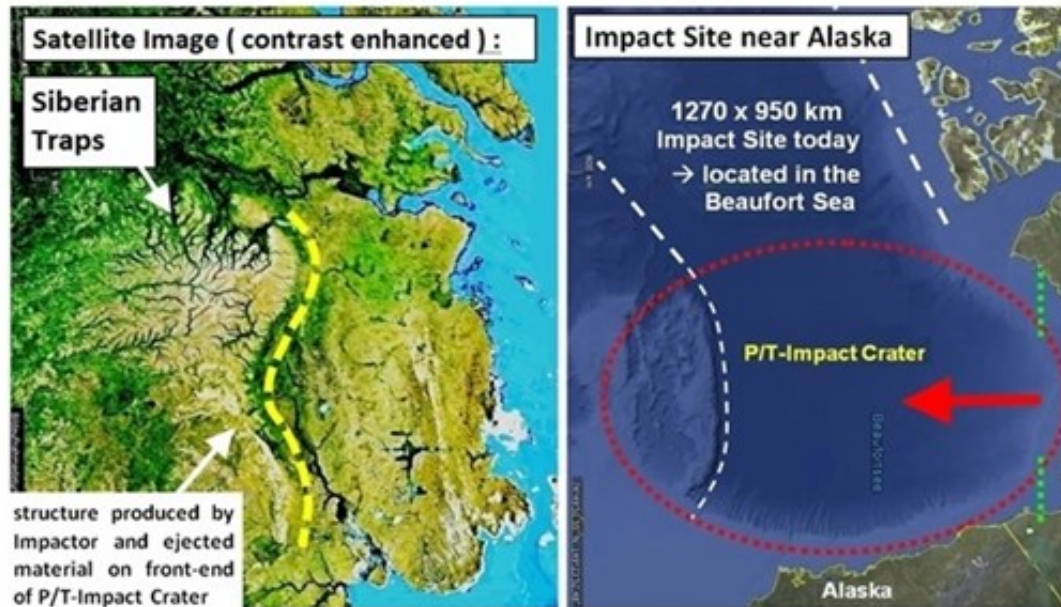 Satellite Image ( contrast enhanced ) :
Siberian
Traps
structure produced by
Impactor and ejected
material on front-end
of P/T-Impact Crater
Impact Site near Alaska
1270 x 950 km
Impact Site today
→ located in the
Beaufort Sea
P/T-Impact Crater
Beaufortsee
Alaska